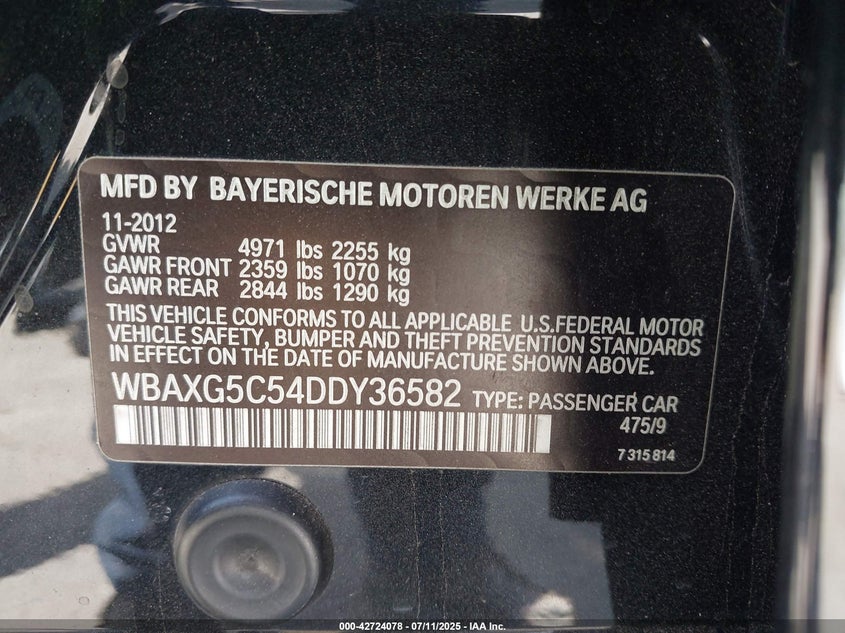 MFD BY BAYERISCHE MOTOREN WERKE AG
11-2012
GVWR 4971 lbs 2255 kg
GAWR FRONT 2359 lbs 1070 kg
GAWR REAR 2844 lbs 1290 kg
THIS VEHICLE CONFORMS TO ALL APPLICABLE U.S.FEDERAL MOTOR
VEHICLE SAFETY, BUMPER AND THEFT PREVENTION STANDARDS
IN EFFECT ON THE DATE OF MANUFACTURE SHOWN ABOVE.
WBAXG5C54DDY36582 TYPE: PASSENGER CAR
475/9
7 315 814
000-42724078 - 07/11/2025 - IAA Inc.